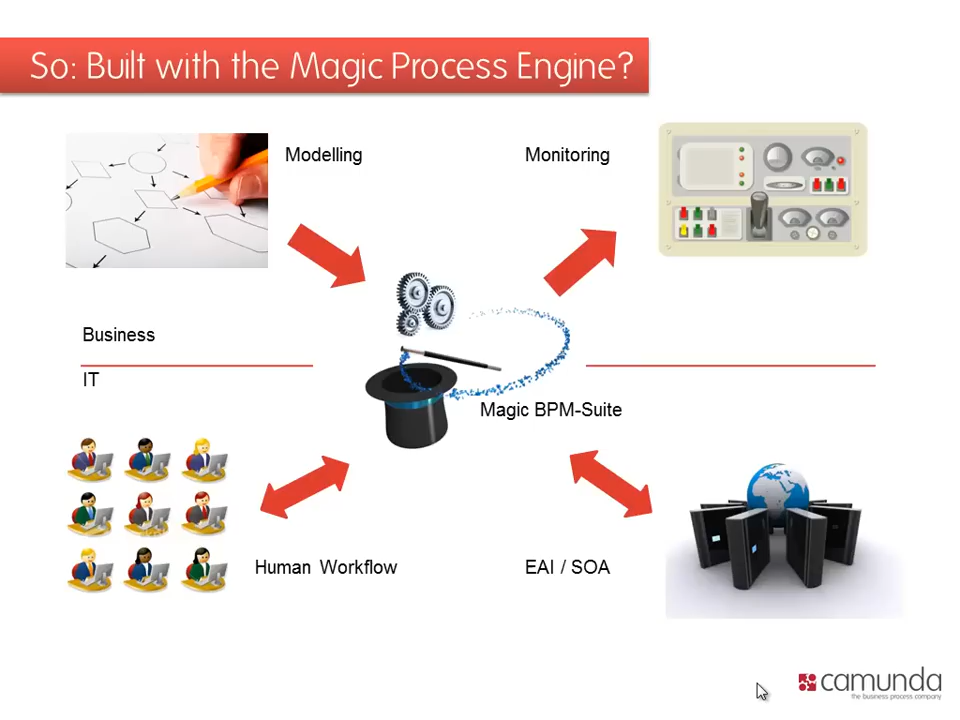 So: Built with the Magic Process Engine?
Modelling
Monitoring
Business
IT
Magic BPM-Suite
Human Workflow
EAI / SOA
camunda
the business process company